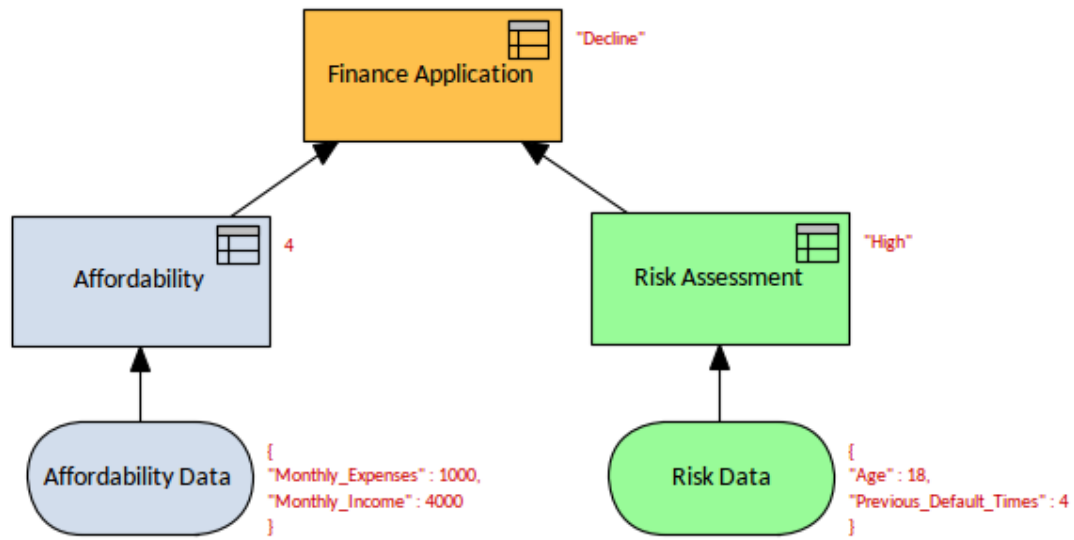 "Decline"
Finance Application
4
Affordability
"High"
Risk Assessment
Affordability Data
{
"Monthly_Expenses" : 1000,
"Monthly_Income" : 4000
}
Risk Data
{
"Age" : 18,
"Previous_Default_Times" : 4
}